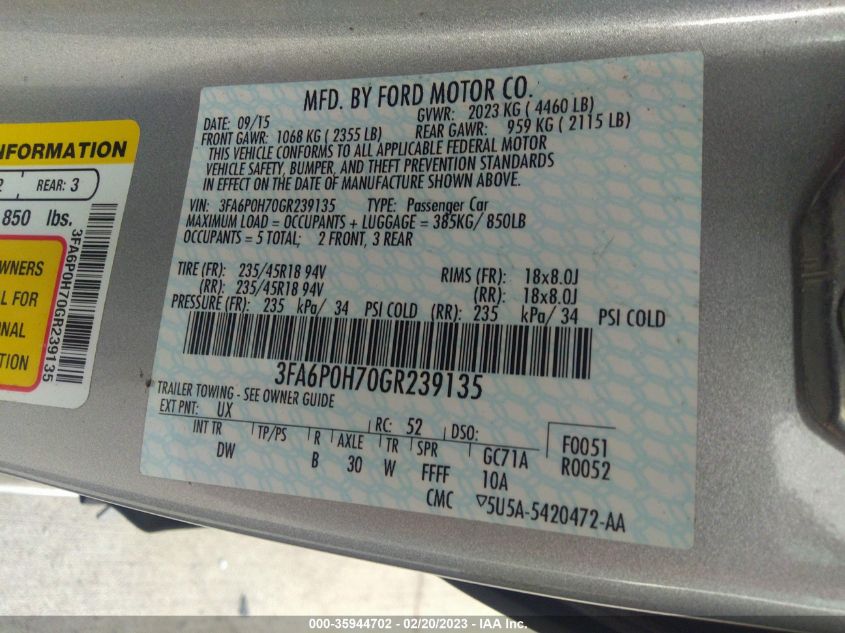 MFD. BY FORD MOTOR CO.
DATE: 09/15 GVWR: 2023 KG ( 4460 LB)
FRONT GAWR: 1068 KG ( 2355 LB) REAR GAWR: 959 KG ( 2115 LB)
THIS VEHICLE CONFORMS TO ALL APPLICABLE FEDERAL MOTOR
VEHICLE SAFETY, BUMPER, AND THEFT PREVENTION STANDARDS
IN EFFECT ON THE DATE OF MANUFACTURE SHOWN ABOVE.
VIN: 3FA6P0H70GR239135 TYPE: Passenger Car
MAXIMUM LOAD = OCCUPANTS + LUGGAGE = 385KG/ 850LB
OCCUPANTS = 5 TOTAL; 2 FRONT, 3 REAR
TIRE (FR): 235/45R18 94V RIMS (FR): 18x8.0J
(RR): 235/45R18 94V (RR): 18x8.0J
PRESSURE (FR): 235 kPa/ 34 PSI COLD (RR): 235 kPa/ 34 PSI COLD
3FA6P0H70GR239135
TRAILER TOWING - SEE OWNER GUIDE
EXT PNT: UX RC: 52 DSO: F0051
INT TR TP/PS R AXLE TR SPR GC71A R0052
DW B 30 W FFFF 10A
CMC ▽5U5A-5420472-AA
NFORMATION
2 REAR: 3
850 lbs.
WNERS
L FOR
ONAL
ION
3FA6P0H70GR239135
000-35944702 - 02/20/2023 - IAA Inc.